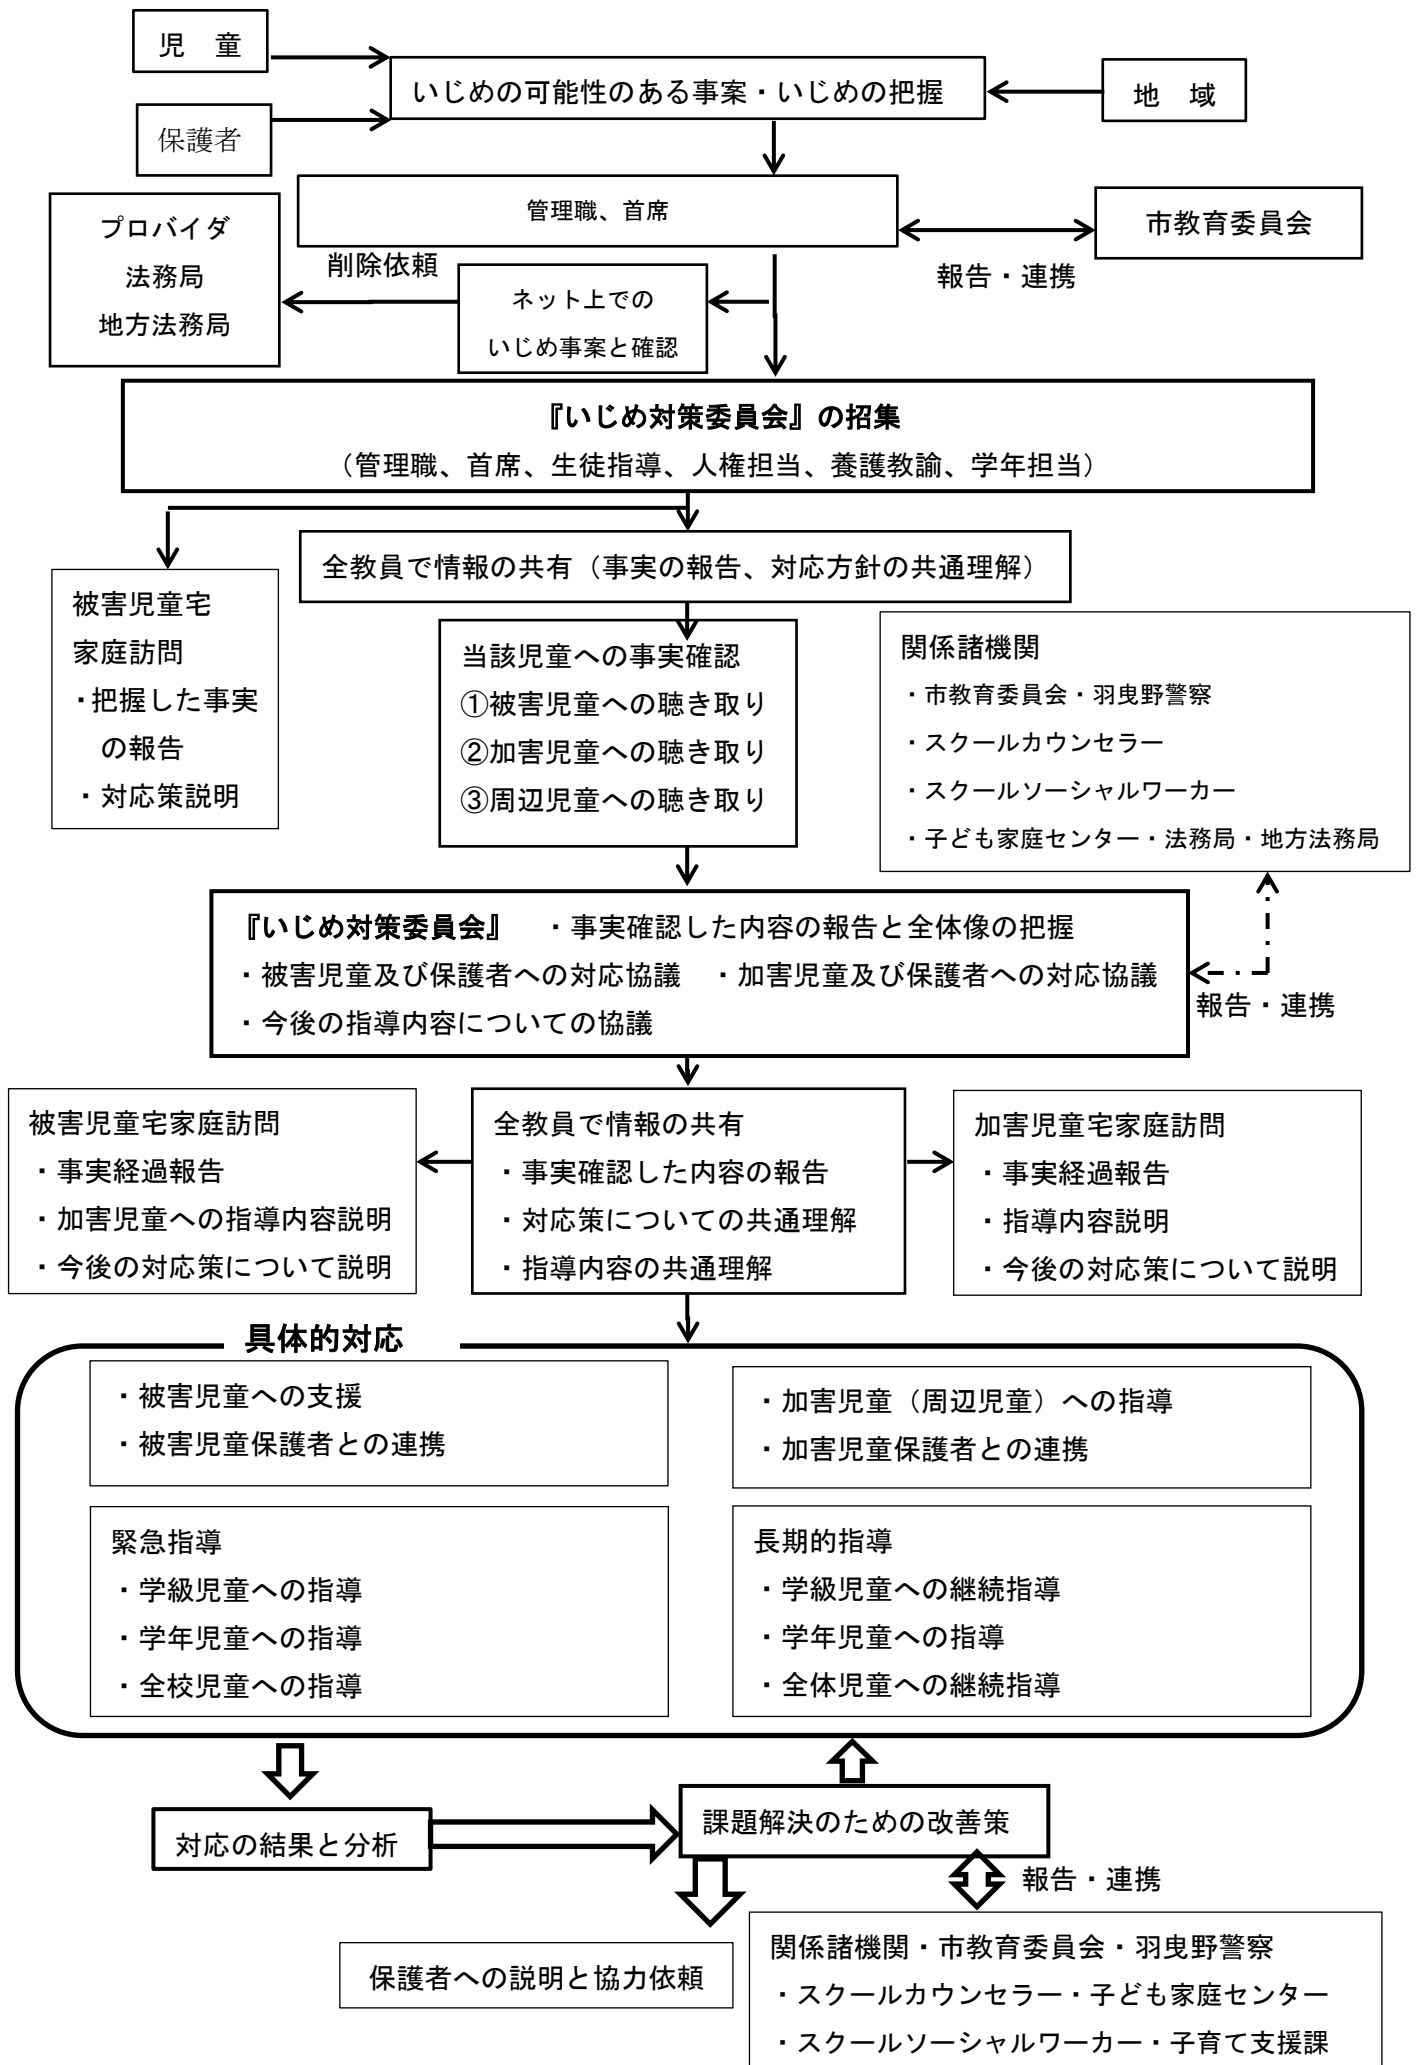 児　童
いじめの可能性のある事案・いじめの把握
地　域
保護者
管理職、首席
プロバイダ
法務局
地方法務局
市教育委員会
削除依頼
報告・連携
ネット上での
いじめ事案と確認
『いじめ対策委員会』の招集
（管理職、首席、生徒指導、人権担当、養護教諭、学年担当）
全教員で情報の共有（事実の報告、対応方針の共通理解）
被害児童宅
家庭訪問
・把握した事実
の報告
・対応策説明
当該児童への事実確認
①被害児童への聴き取り
②加害児童への聴き取り
③周辺児童への聴き取り
関係諸機関
・市教育委員会・羽曳野警察
・スクールカウンセラー
・スクールソーシャルワーカー
・子ども家庭センター・法務局・地方法務局
『いじめ対策委員会』　・事実確認した内容の報告と全体像の把握
・被害児童及び保護者への対応協議　・加害児童及び保護者への対応協議
・今後の指導内容についての協議
報告・連携
被害児童宅家庭訪問
・事実経過報告
・加害児童への指導内容説明
・今後の対応策について説明
全教員で情報の共有
・事実確認した内容の報告
・対応策についての共通理解
・指導内容の共通理解
加害児童宅家庭訪問
・事実経過報告
・指導内容説明
・今後の対応策について説明
具体的対応
・被害児童への支援
・被害児童保護者との連携
・加害児童（周辺児童）への指導
・加害児童保護者との連携
緊急指導
・学級児童への指導
・学年児童への指導
・全校児童への指導
長期的指導
・学級児童への継続指導
・学年児童への指導
・全体児童への継続指導
対応の結果と分析
課題解決のための改善策
報告・連携
保護者への説明と協力依頼
関係諸機関・市教育委員会・羽曳野警察
・スクールカウンセラー・子ども家庭センター
・スクールソーシャルワーカー・子育て支援課